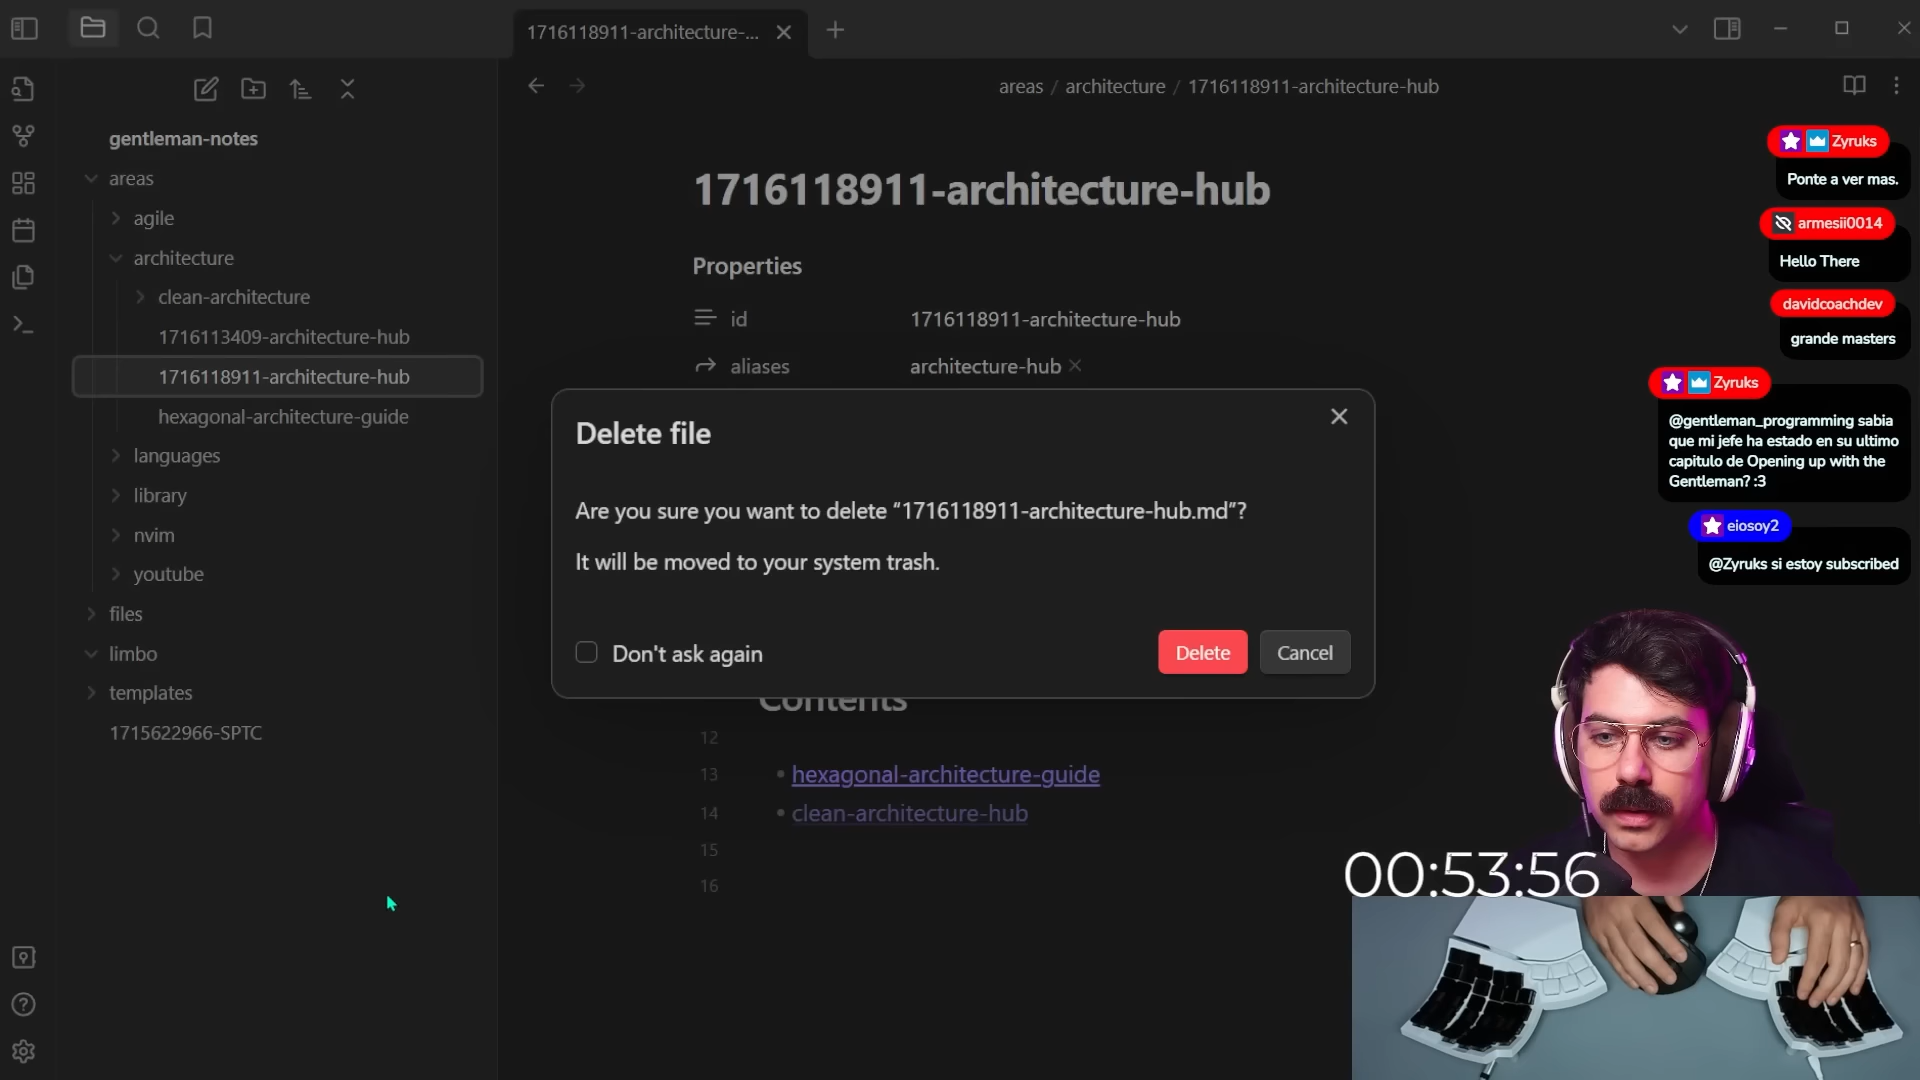 1716118911-architecture-...
gentleman-notes
areas
agile
architecture
clean-architecture
1716113409-architecture-hub
1716118911-architecture-hub
hexagonal-architecture-guide
languages
library
nvim
youtube
files
limbo
templates
1715622966-SPTC
areas / architecture / 1716118911-architecture-hub
1716118911-architecture-hub
Properties
id 1716118911-architecture-hub
aliases architecture-hub
Delete file
Are you sure you want to delete “1716118911-architecture-hub.md”?
It will be moved to your system trash.
Don't ask again
Delete
Cancel
Contents
12
13 • hexagonal-architecture-guide
14 • clean-architecture-hub
15
16
Zyruks
Ponte a ver mas.
armesii0014
Hello There
davidcoachdev
grande masters
Zyruks
@gentleman_programming sabia
que mi jefe ha estado en su ultimo
capitulo de Opening up with the
Gentleman? :3
eiosoy2
@Zyruks si estoy subscribed
00:53:56